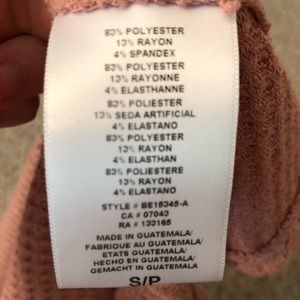 83% POLYESTER
13% RAYON
4% SPANDEX
83% POLYESTER
13% RAYONNE
4% ELASTHANNE
83% POLIESTER
13% SEDA ARTIFICIAL
4% ELASTANO
83% POLYESTER
13% RAYON
4% ELASTHAN
83% POLIESTERE
13% RAYON
4% ELASTANO
STYLE # BE15345-A
CA # 07043
RA # 133165
MADE IN GUATEMALA/
FABRIQUE AU GUATEMALA/
ETATS GUATEMALA/
HECHO EN GUATEMALA/
GEMACHT IN GUATEMALA/
S/P